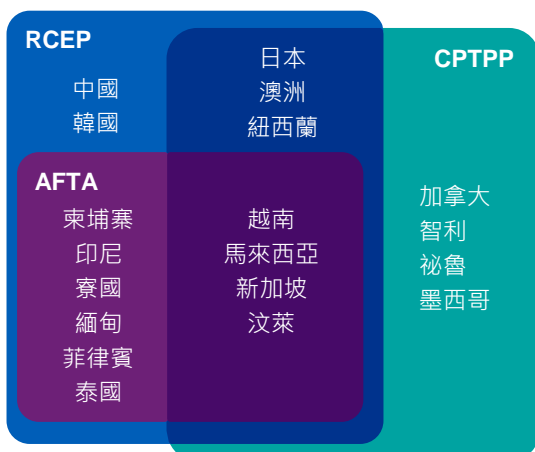 RCEP
中國
韓國
日本
澳洲
紐西蘭
CPTPP
AFTA
柬埔寨
印尼
寮國
緬甸
菲律賓
泰國
越南
馬來西亞
新加坡
汶萊
加拿大
智利
祕魯
墨西哥